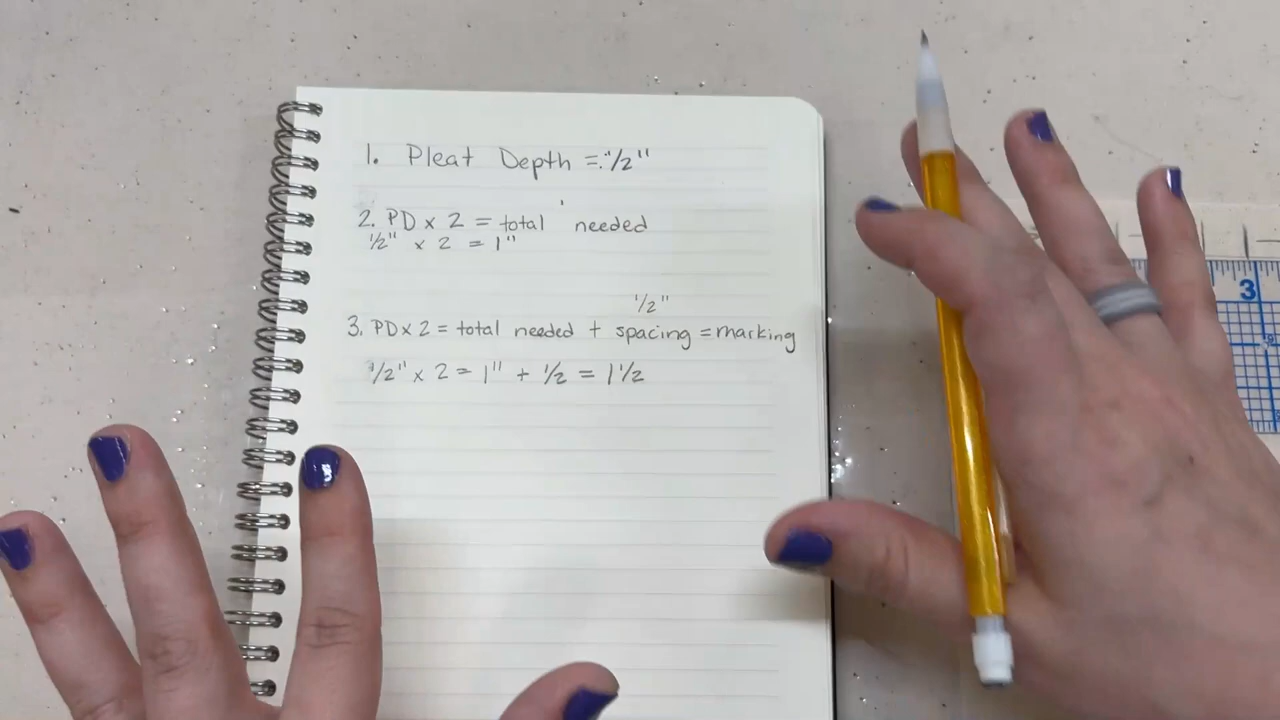 1. Pleat Depth = 1/2"
2. PD x 2 = total needed
1/2" x 2 = 1"
1/2"
3. PD x 2 = total needed + spacing = marking
1/2" x 2 = 1" + 1/2 = 1 1/2
3